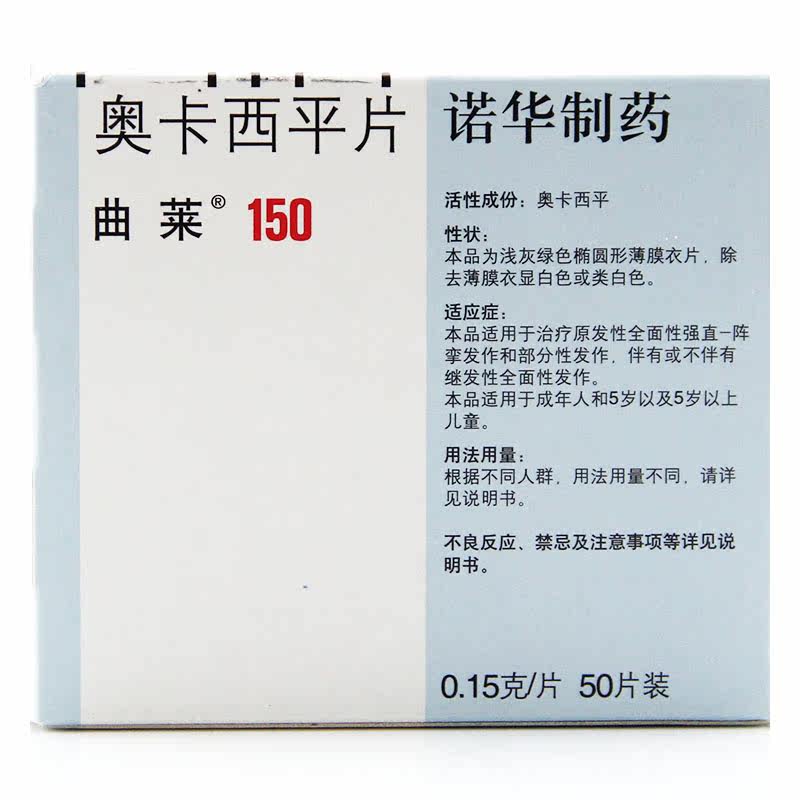 奥卡西平片
曲莱® 150
诺华制药
活性成份：奥卡西平
性状：
本品为浅灰绿色椭圆形薄膜衣片，除
去薄膜衣显白色或类白色。
适应症：
本品适用于治疗原发性全面性强直-阵
挛发作和部分性发作，伴有或不伴有
继发性全面性发作。
本品适用于成年人和5岁以及5岁以上
儿童。
用法用量：
根据不同人群，用法用量不同，请详
见说明书。
不良反应、禁忌及注意事项等详见说
明书。
0.15克/片 50片装